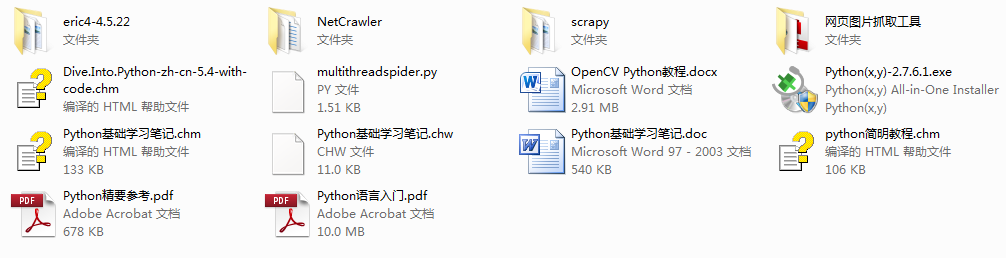 eric4-4.5.22
文件夹
NetCrawler
文件夹
scrapy
文件夹
网页图片抓取工具
文件夹
Dive.Into.Python-zh-cn-5.4-with-
code.chm
编译的 HTML 帮助文件
multithreadspider.py
PY 文件
1.51 KB
OpenCV Python教程.docx
Microsoft Word 文档
2.91 MB
Python(x,y)-2.7.6.1.exe
Python(x,y) All-in-One Installer
Python(x,y)
Python基础学习笔记.chm
编译的 HTML 帮助文件
133 KB
Python基础学习笔记.chw
CHW 文件
11.0 KB
Python基础学习笔记.doc
Microsoft Word 97 - 2003 文档
540 KB
python简明教程.chm
编译的 HTML 帮助文件
106 KB
PDF
Python精要参考.pdf
Adobe Acrobat 文档
678 KB
PDF
Python语言入门.pdf
Adobe Acrobat 文档
10.0 MB